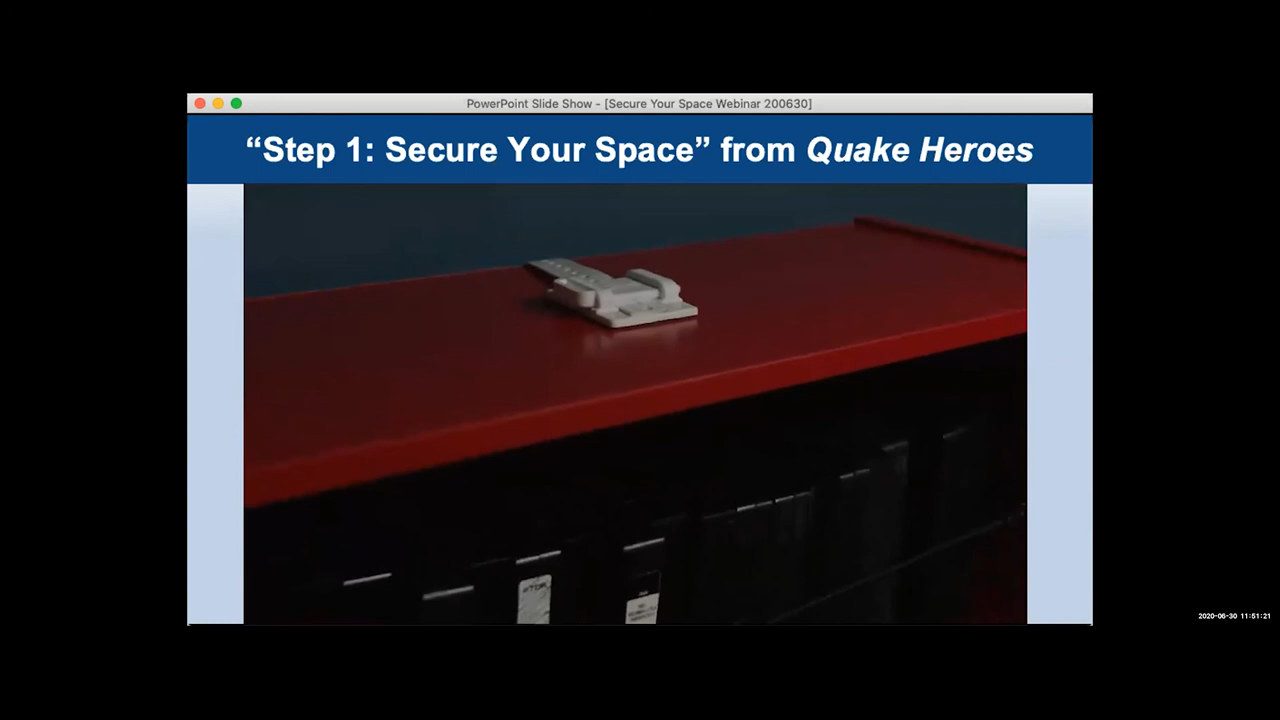 PowerPoint Slide Show - [Secure Your Space Webinar 200630]
“Step 1: Secure Your Space” from Quake Heroes
TDK
2020-06-30 11:51:21